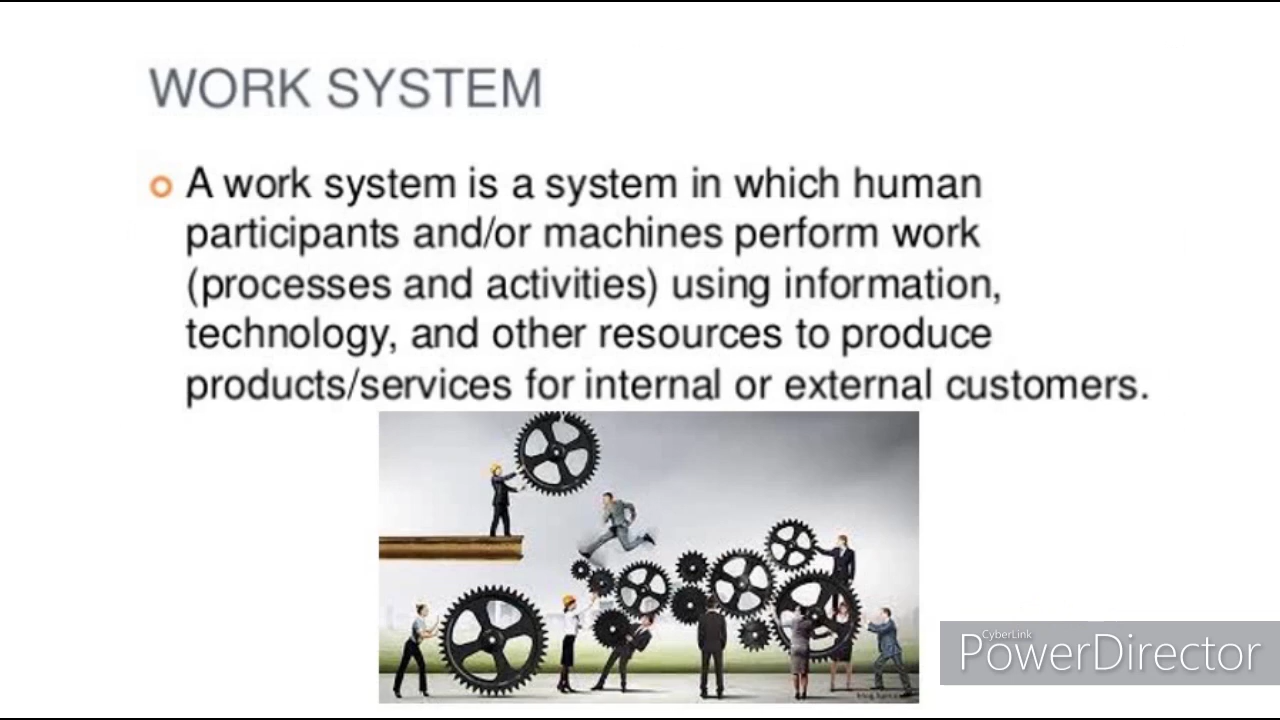 WORK SYSTEM
A work system is a system in which human
participants and/or machines perform work
(processes and activities) using information,
technology, and other resources to produce
products/services for internal or external customers.
CyberLink
PowerDirector